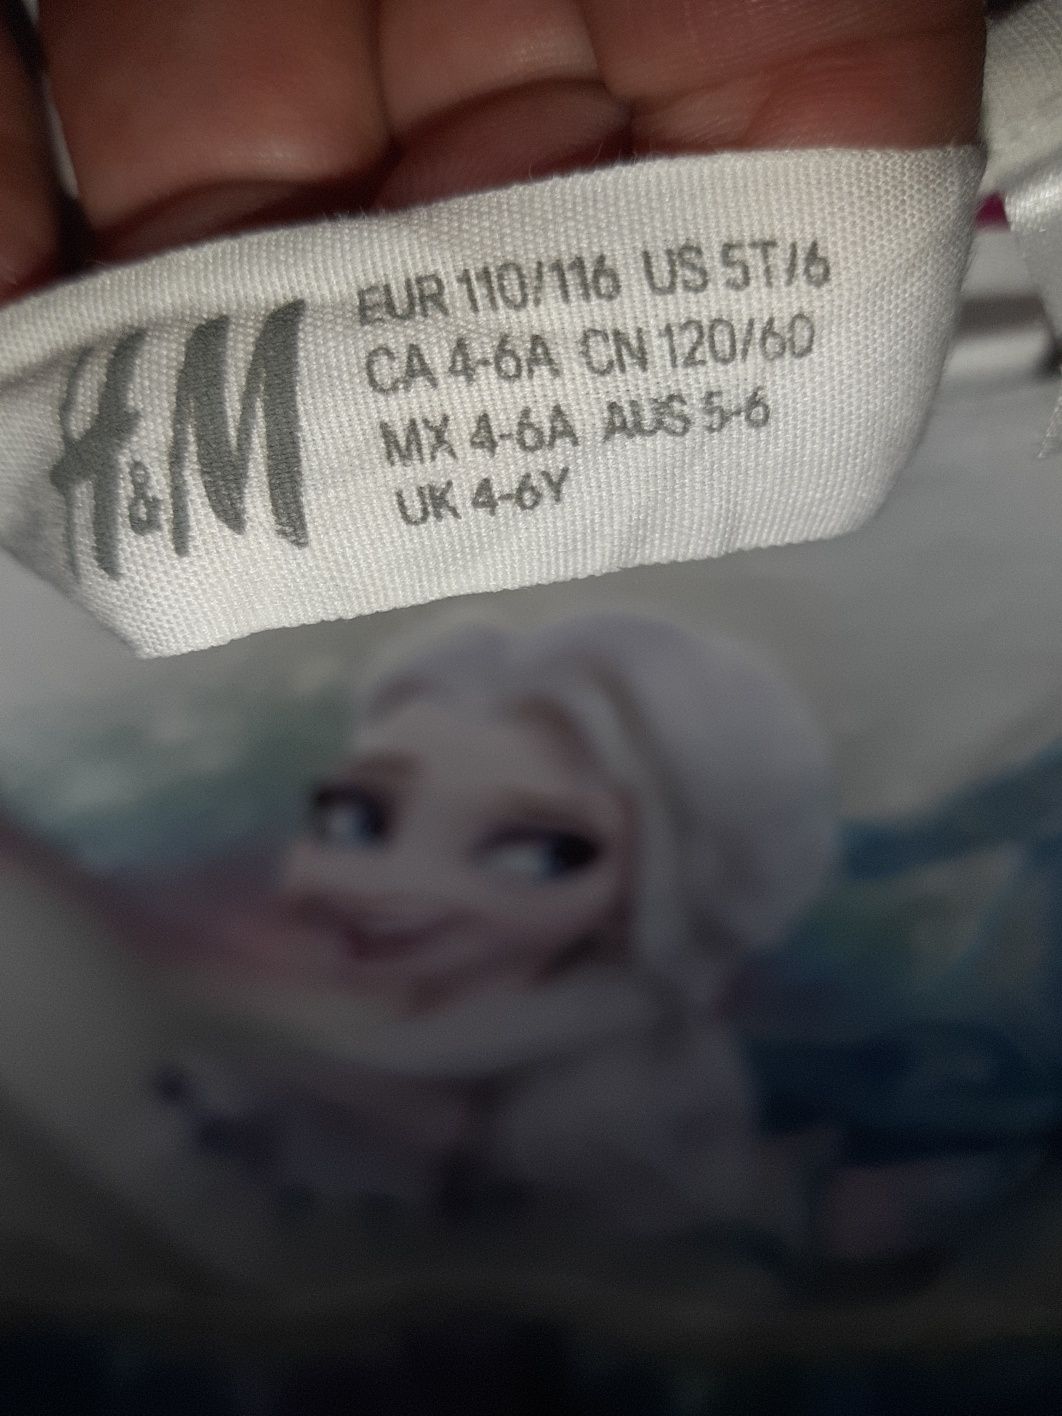 H&M
EUR 110/116 US 5T/6
CA 4-6A CN 120/60
MX 4-6A AUS 5-6
UK 4-6Y